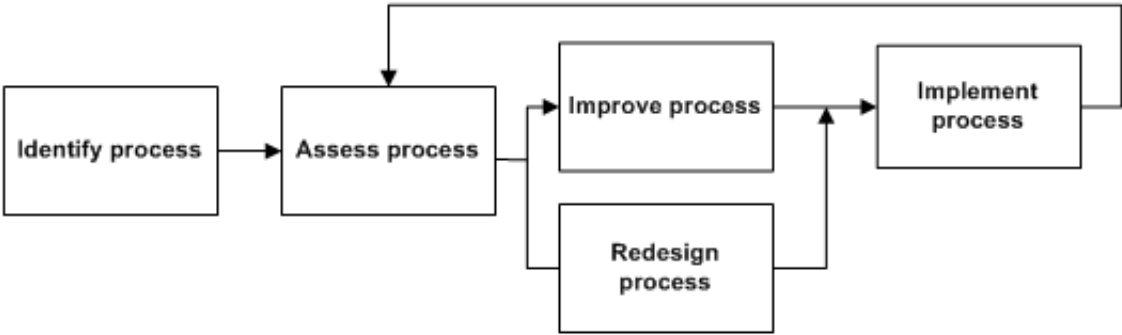 Identify process
Assess process
Improve process
Implement
process
Redesign
process